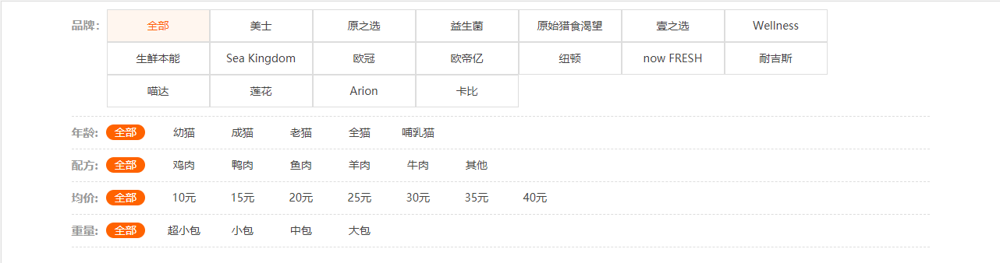 品牌： 全部 美士 原之选 益生菌 原始猎食渴望 壹之选 Wellness
生鲜本能 Sea Kingdom 欧冠 欧帝亿 纽顿 now FRESH 耐吉斯
喵达 莲花 Arion 卡比
年龄: 全部 幼猫 成猫 老猫 全猫 哺乳猫
配方: 全部 鸡肉 鸭肉 鱼肉 羊肉 牛肉 其他
均价: 全部 10元 15元 20元 25元 30元 35元 40元
重量: 全部 超小包 小包 中包 大包